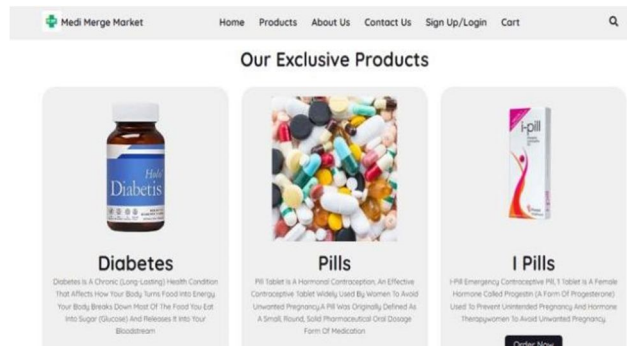 Medi Merge Market
Home Products About Us Contact Us Sign Up/Login Cart
Our Exclusive Products
Diabetis
i-pill
Diabetes
Diabetes Is A Chronic (Long-Lasting) Health Condition
That Affects How Your Body Turns Food Into Energy
Your Body Breaks Down Most Of The Food You Eat
Into Sugar (Glucose) And Releases It Into Your
Bloodstream
Pills
Pill Tablet Is A Hormonal Contraception, An Effective
Contraceptive Tablet Widely Used By Women To Avoid
Unwanted Pregnancy.A Pill Was Originally Defined As
A Small, Round, Solid Pharmaceutical Oral Dosage
Form Of Medication
I Pills
I-Pill Emergency Contraceptive Pill, 1 Tablet Is A Female
Hormone Called Progestin (A Form Of Progesterone)
Used To Prevent Unintended Pregnancy And Hormone
Therapywomen To Avoid Unwanted Pregnancy.
Order Now